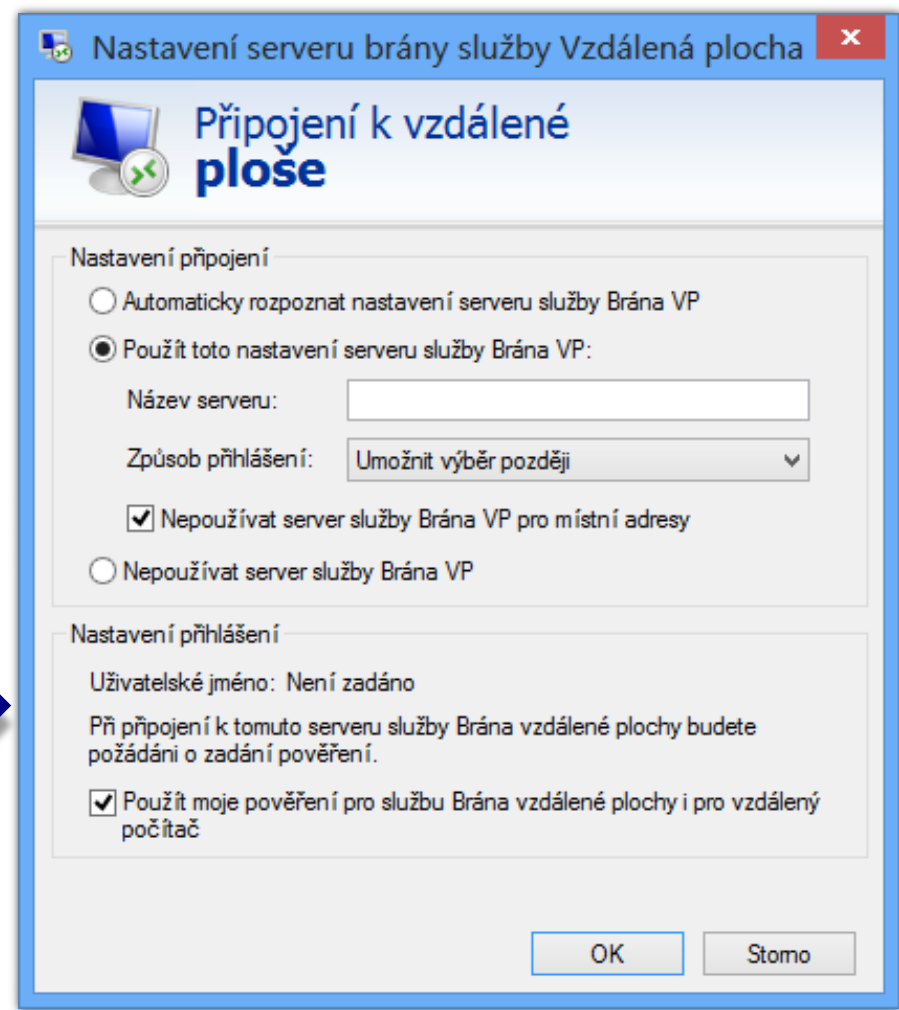 Nastavení serveru brány služby Vzdálená plocha
Připojení k vzdálené
ploše
Nastavení připojení
Automaticky rozpoznat nastavení serveru služby Brána VP
Použít toto nastavení serveru služby Brána VP:
Název serveru:
Způsob přihlášení: Umožnit výběr později
Nepoužívat server služby Brána VP pro místní adresy
Nepoužívat server služby Brána VP
Nastavení přihlášení
Uživatelské jméno: Není zadáno
Při připojení k tomuto serveru služby Brána vzdálené plochy budete
požádáni o zadání pověření.
Použít moje pověření pro službu Brána vzdálené plochy i pro vzdálený
počítač
OK Storno